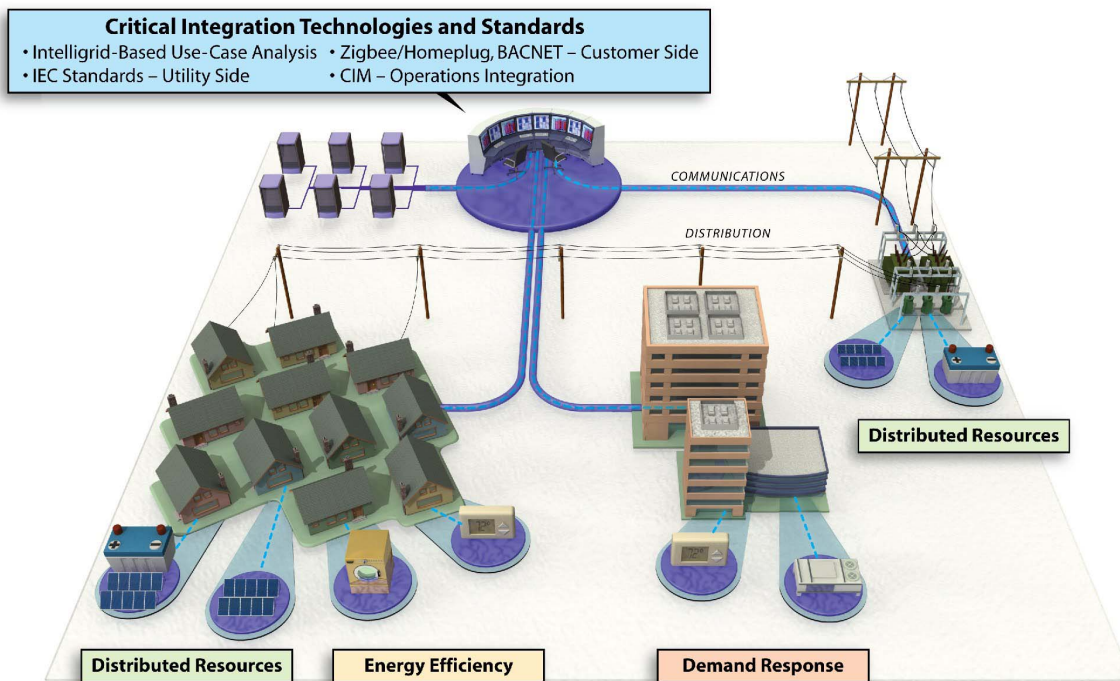 Critical Integration Technologies and Standards
• Intelligrid-Based Use-Case Analysis • Zigbee/Homeplug, BACNET – Customer Side
• IEC Standards – Utility Side • CIM – Operations Integration
COMMUNICATIONS
DISTRIBUTION
Distributed Resources
72°
Distributed Resources
Energy Efficiency
Demand Response